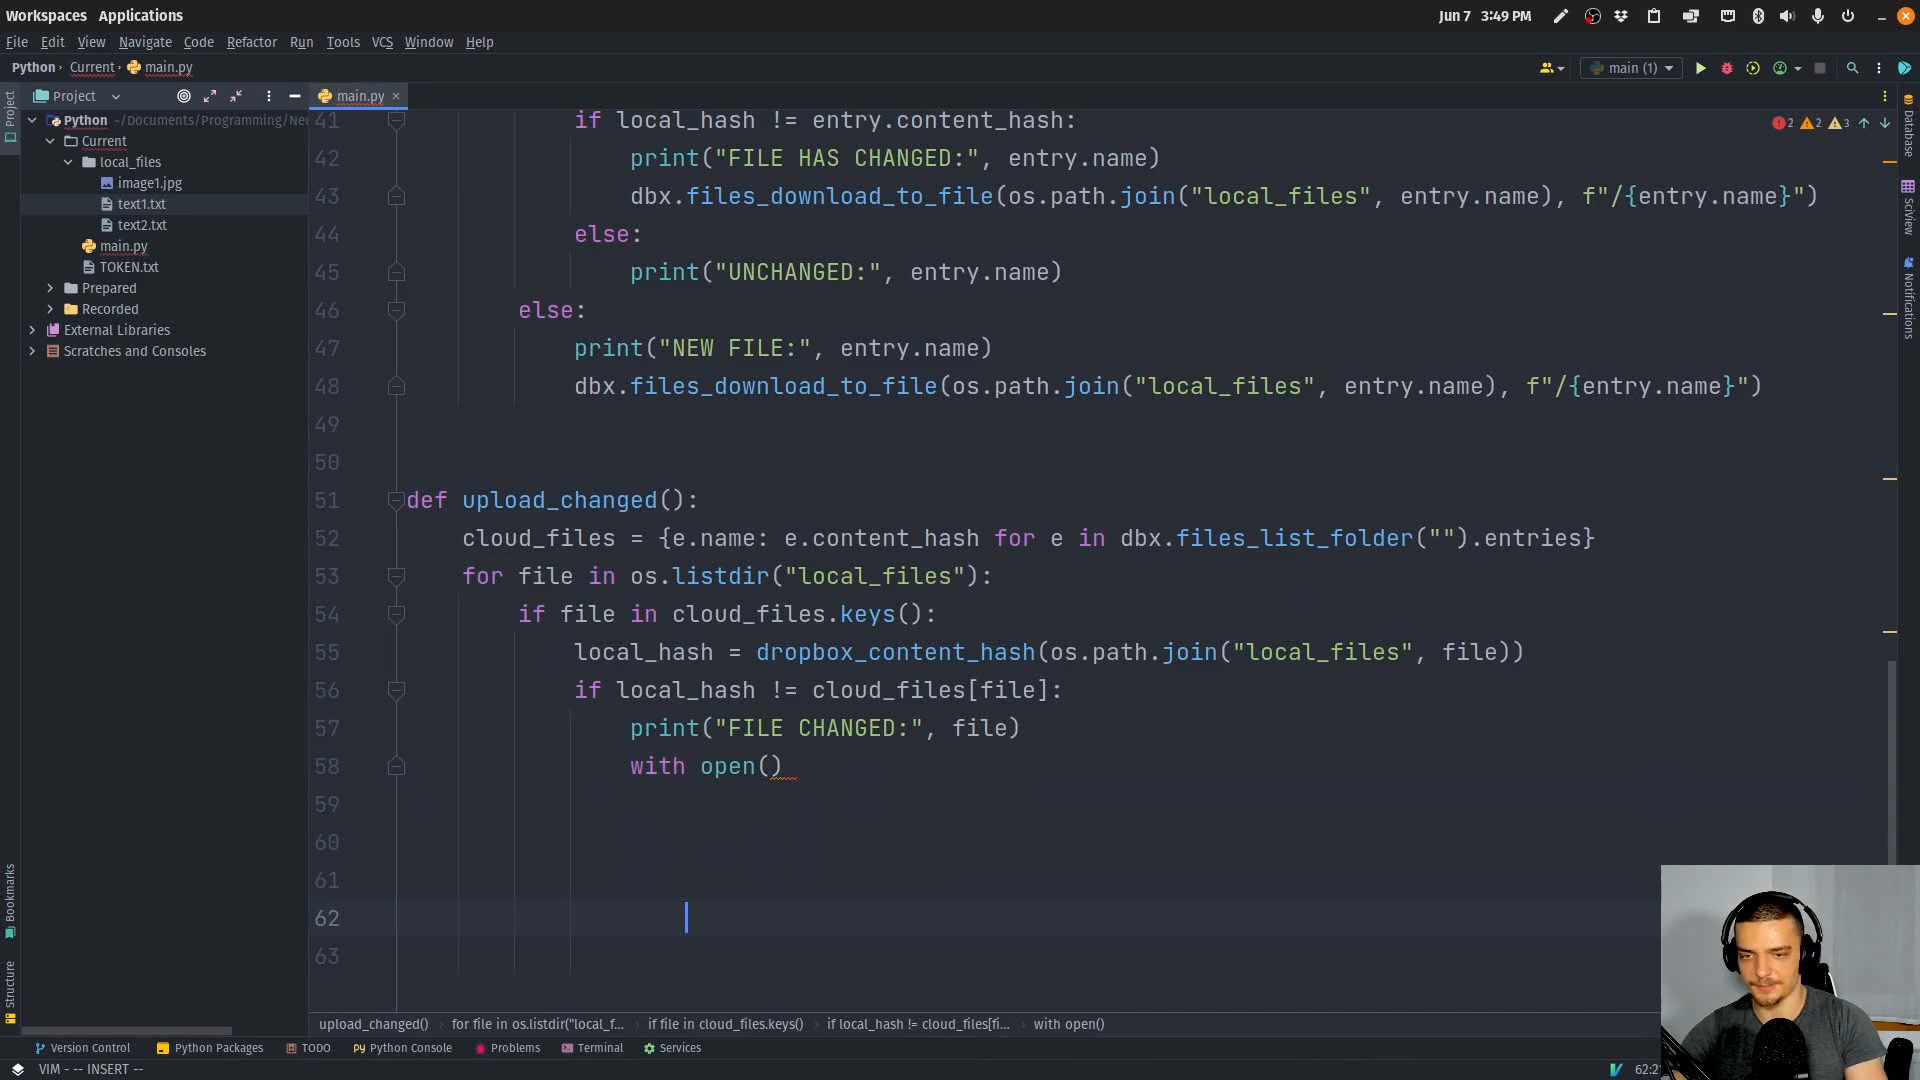 Workspaces Applications
Jun 7 3:49 PM
File Edit View Navigate Code Refactor Run Tools VCS Window Help
Python Current main.py
main (1)
Project
Project
main.py
Python ~/Documents/Programming/Ne
Current
local_files
image1.jpg
text1.txt
text2.txt
main.py
TOKEN.txt
Prepared
Recorded
External Libraries
Scratches and Consoles
2 2 3
41 if local_hash != entry.content_hash:
42 print("FILE HAS CHANGED:", entry.name)
43 dbx.files_download_to_file(os.path.join("local_files", entry.name), f"/{entry.name}")
44 else:
45 print("UNCHANGED:", entry.name)
46 else:
47 print("NEW FILE:", entry.name)
48 dbx.files_download_to_file(os.path.join("local_files", entry.name), f"/{entry.name}")
49
50
51 def upload_changed():
52 cloud_files = {e.name: e.content_hash for e in dbx.files_list_folder("").entries}
53 for file in os.listdir("local_files"):
54 if file in cloud_files.keys():
55 local_hash = dropbox_content_hash(os.path.join("local_files", file))
56 if local_hash != cloud_files[file]:
57 print("FILE CHANGED:", file)
58 with open()
59
60
61
62
63
Database
SciView
Notifications
Bookmarks
Structure
upload_changed() for file in os.listdir("local_f... if file in cloud_files.keys() if local_hash != cloud_files[fi... with open()
Version Control Python Packages TODO Python Console Problems Terminal Services
VIM - -- INSERT --